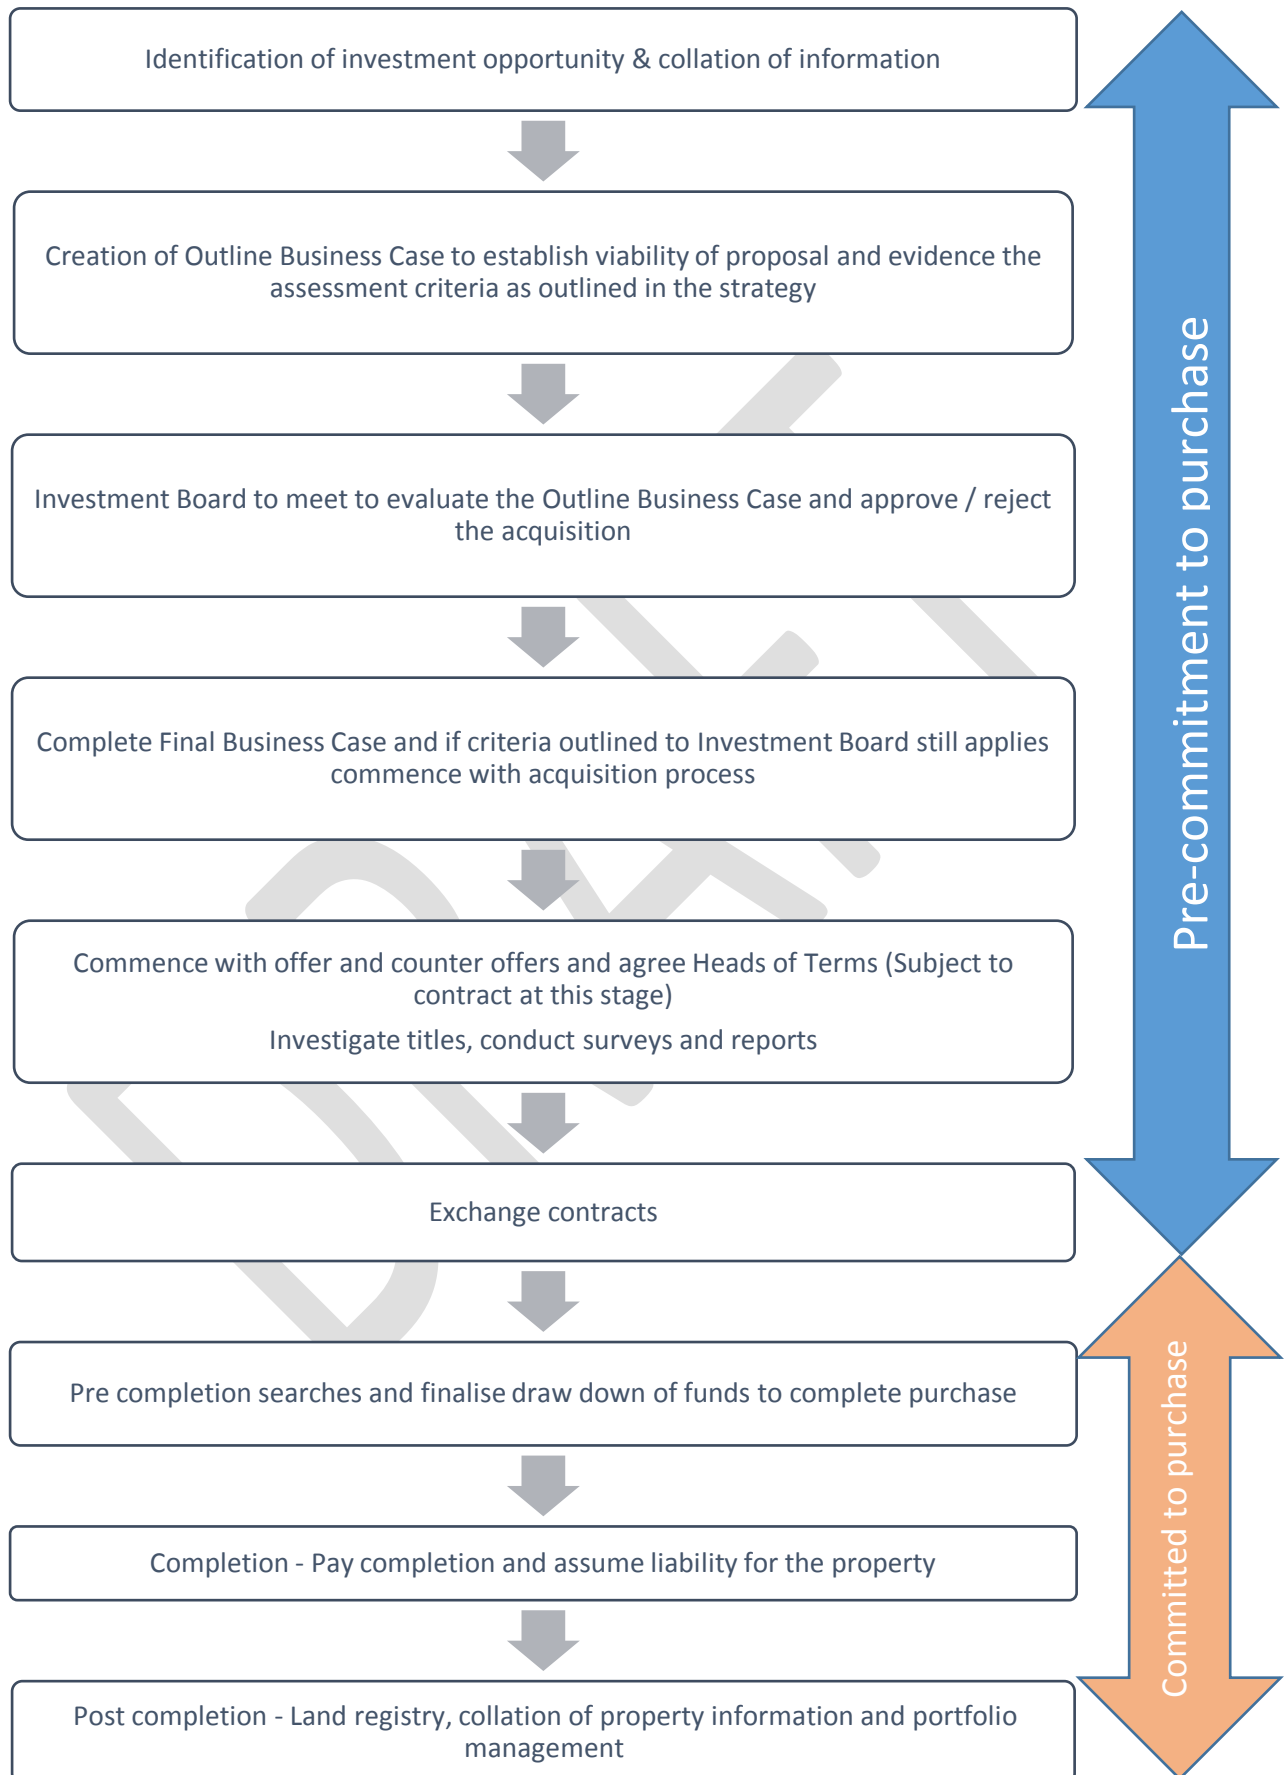 Identification of investment opportunity & collation of information
Creation of Outline Business Case to establish viability of proposal and evidence the
assessment criteria as outlined in the strategy
Investment Board to meet to evaluate the Outline Business Case and approve / reject
the acquisition
Complete Final Business Case and if criteria outlined to Investment Board still applies
commence with acquisition process
Commence with offer and counter offers and agree Heads of Terms (Subject to
contract at this stage)
Investigate titles, conduct surveys and reports
Exchange contracts
Pre completion searches and finalise draw down of funds to complete purchase
Completion - Pay completion and assume liability for the property
Post completion - Land registry, collation of property information and portfolio
management
Pre-commitment to purchase
Committed to purchase
DRAFT